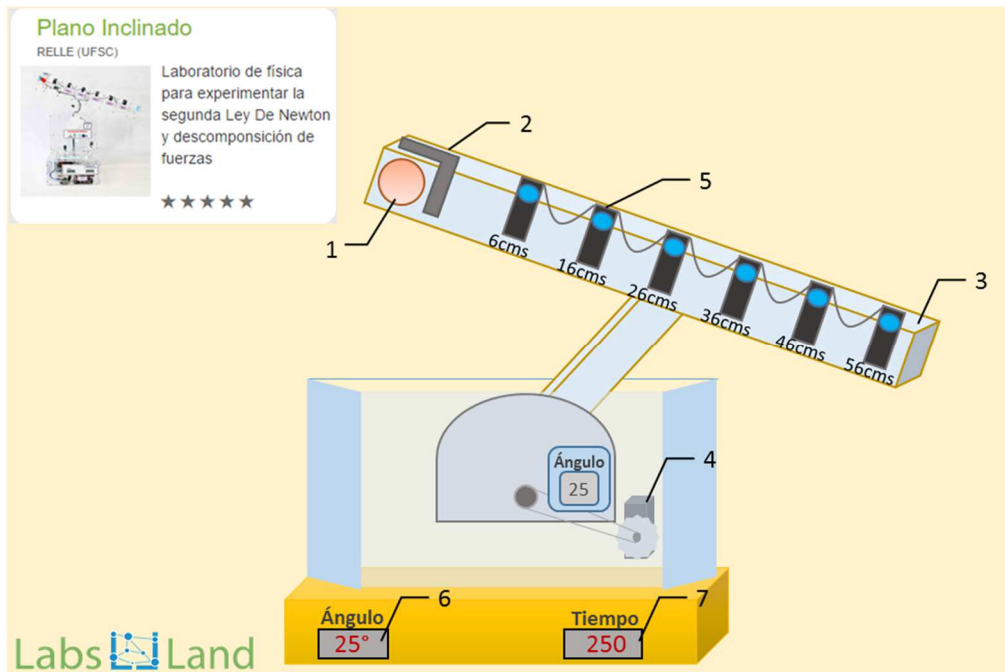 Plano Inclinado
RELLE (UFSC)
Laboratorio de física
para experimentar la
segunda Ley De Newton
y descomponsición de
fuerzas
2
5
1
6cms
16cms
26cms
36cms
46cms
56cms
3
Ángulo
25
4
6
7
Ángulo
25°
Tiempo
250
Labs Land